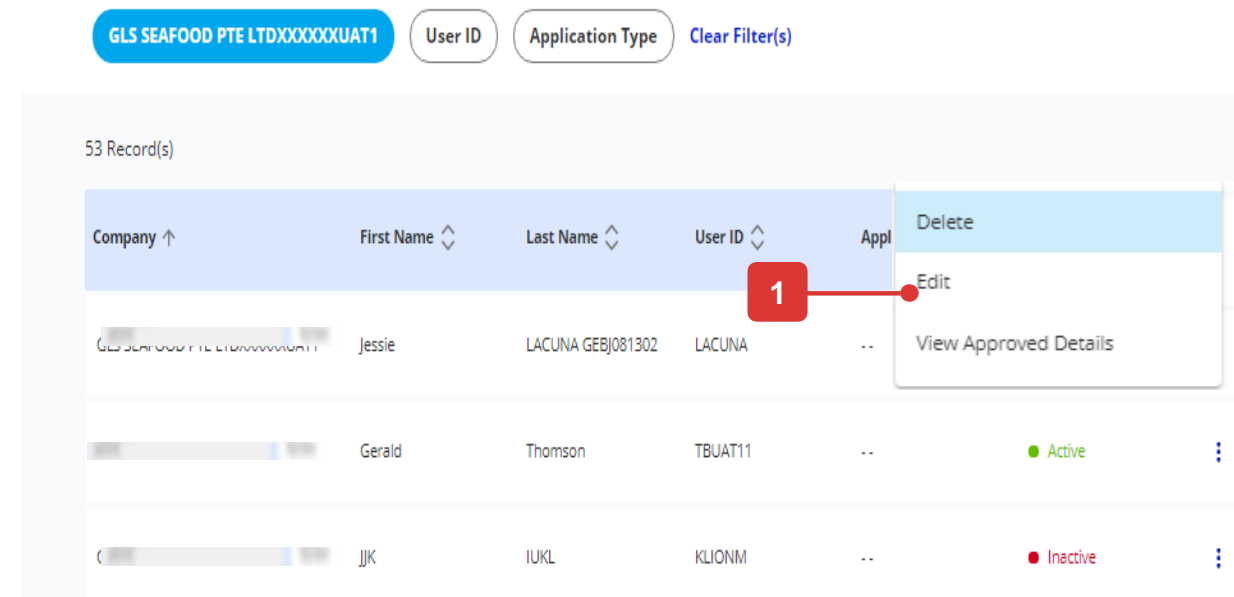 GLS SEAFOOD PTE LTDXXXXXXUAT1 User ID Application Type Clear Filter(s)
53 Record(s)
Company First Name Last Name User ID Appl
Delete
1
Edit
View Approved Details
Jessie LACUNA GEBJ081302 LACUNA --
Gerald Thomson TBUAT11 -- Active
JJK IUKL KLIONM -- Inactive